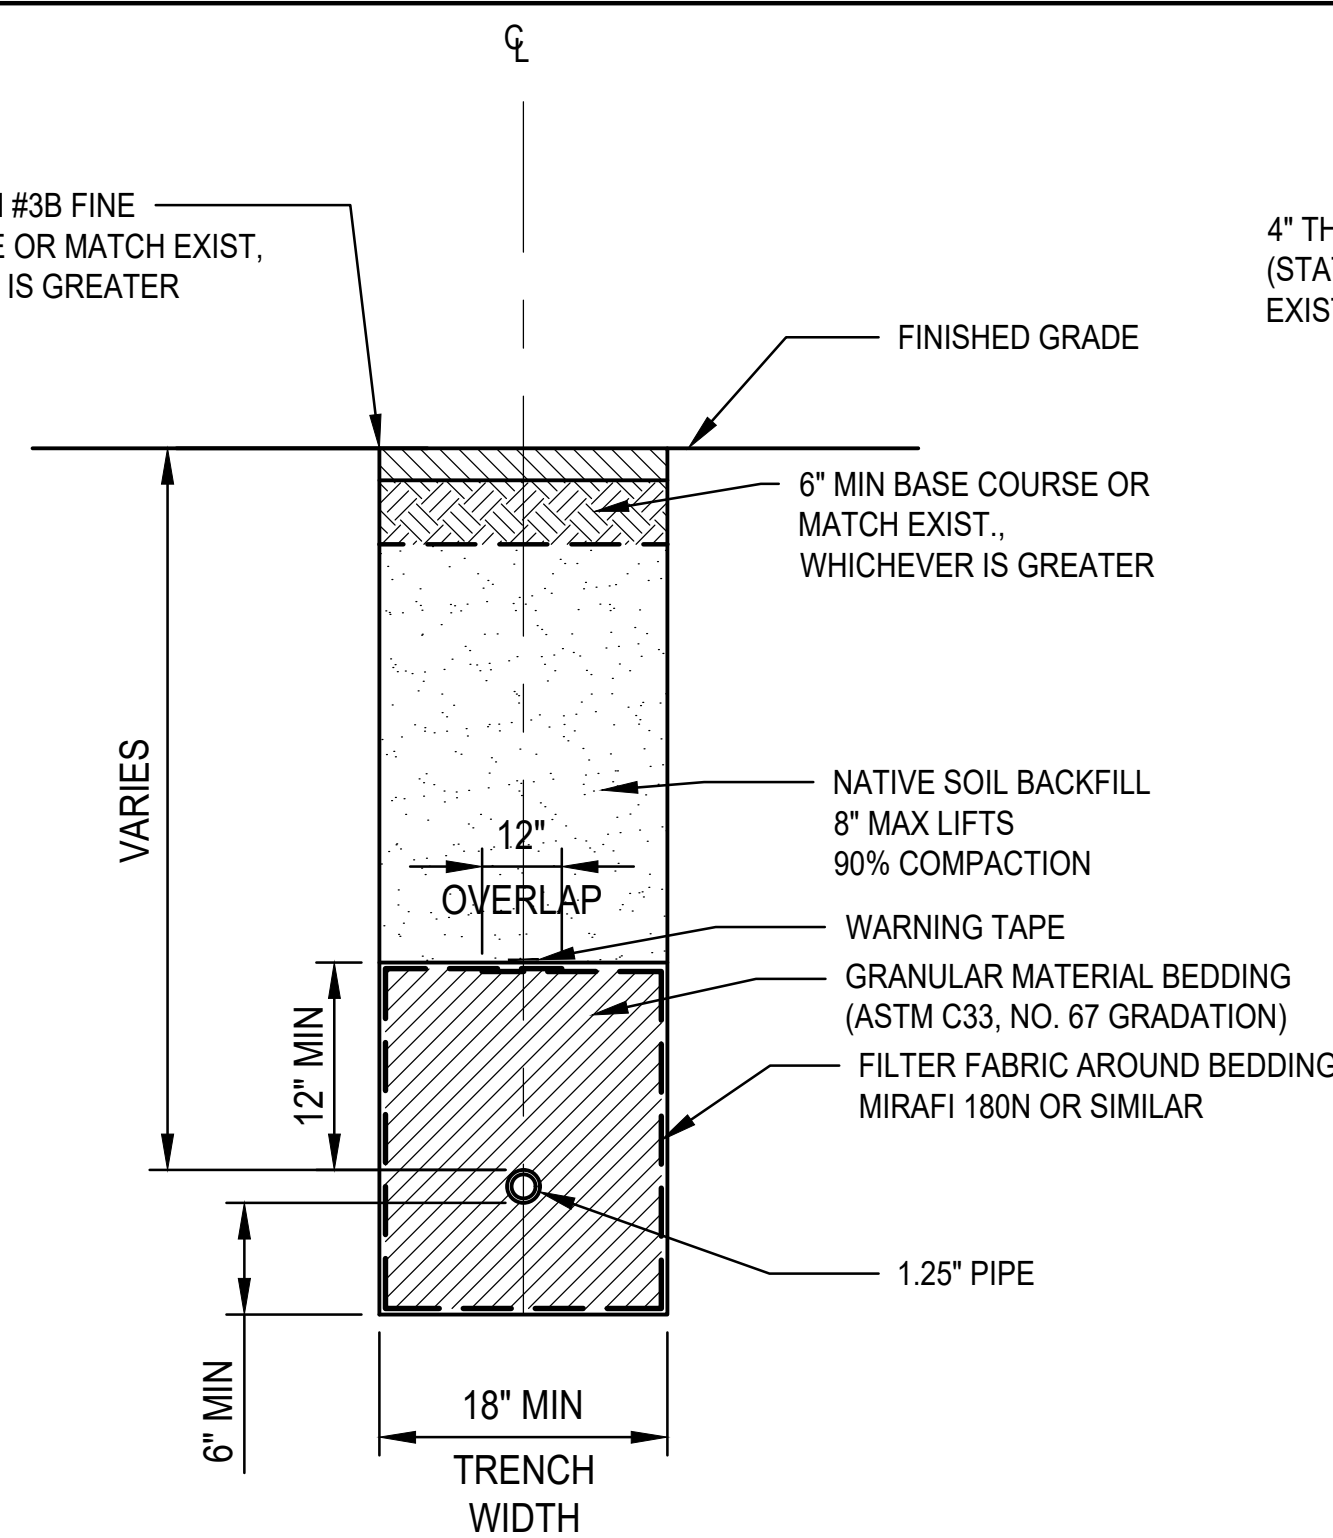 ℄
#3B FINE
OR MATCH EXIST,
IS GREATER
4"
FINISHED GRADE
6" MIN BASE COURSE OR
MATCH EXIST.,
WHICHEVER IS GREATER
VARIES
NATIVE SOIL BACKFILL
8" MAX LIFTS
90% COMPACTION
12"
OVERLAP
WARNING TAPE
GRANULAR MATERIAL BEDDING
(ASTM C33, NO. 67 GRADATION)
FILTER FABRIC AROUND BEDDING
MIRAFI 180N OR SIMILAR
12" MIN
1.25" PIPE
6" MIN
18" MIN
TRENCH
WIDTH